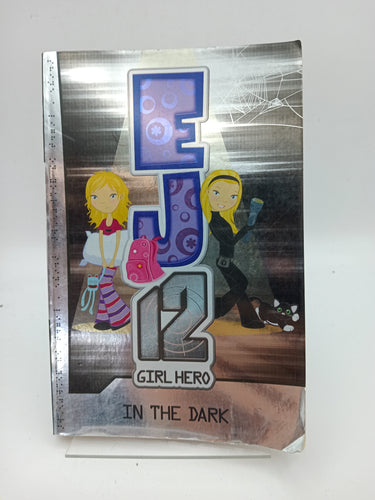 EJ
12
GIRL HERO
IN THE DARK